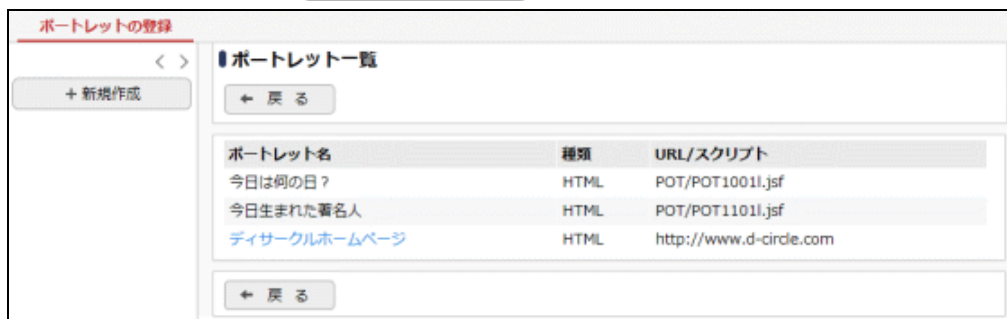 ポートレットの登録
< >
+ 新規作成
ポートレット一覧
← 戻 る
ポートレット名 種類 URL/スクリプト
今日は何の日? HTML POT/POT1001l.jsf
今日生まれた著名人 HTML POT/POT1101l.jsf
ディサークルホームページ HTML http://www.d-circle.com
← 戻 る